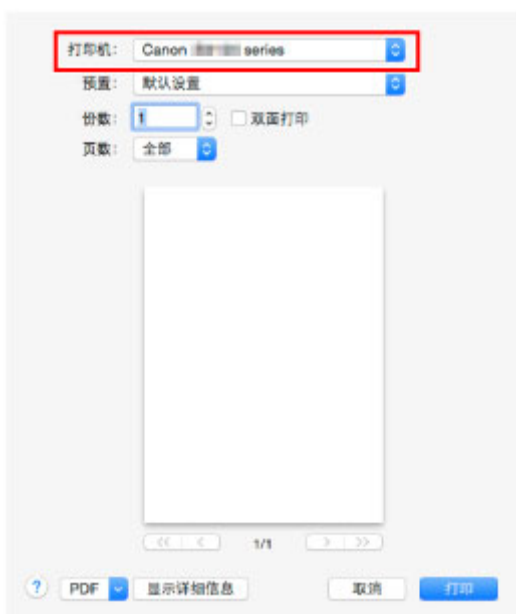 打印机: Canon series
预置: 默认设置
份数: 1 双面打印
页数: 全部
<< < 1/1 > >>
? PDF 显示详细信息 取消 打印